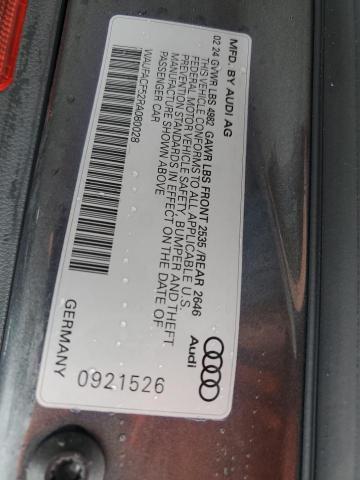 MFD. BY AUDI AG
02 24 GVWR LBS 4982 GAWR LBS FRONT 2535 /REAR 2646
THIS VEHICLE CONFORMS TO ALL APPLICABLE U.S.
FEDERAL MOTOR VEHICLE SAFETY, BUMPER AND THEFT
PREVENTION STANDARDS IN EFFECT ON THE DATE OF
MANUFACTURE SHOWN ABOVE
PASSENGER CAR
WAUFACF52RA080028
Audi
GERMANY
0921526